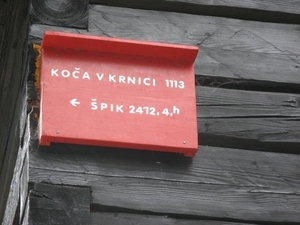 KOČA V KRNICI 1113
← ŠPIK 2472, 4,h